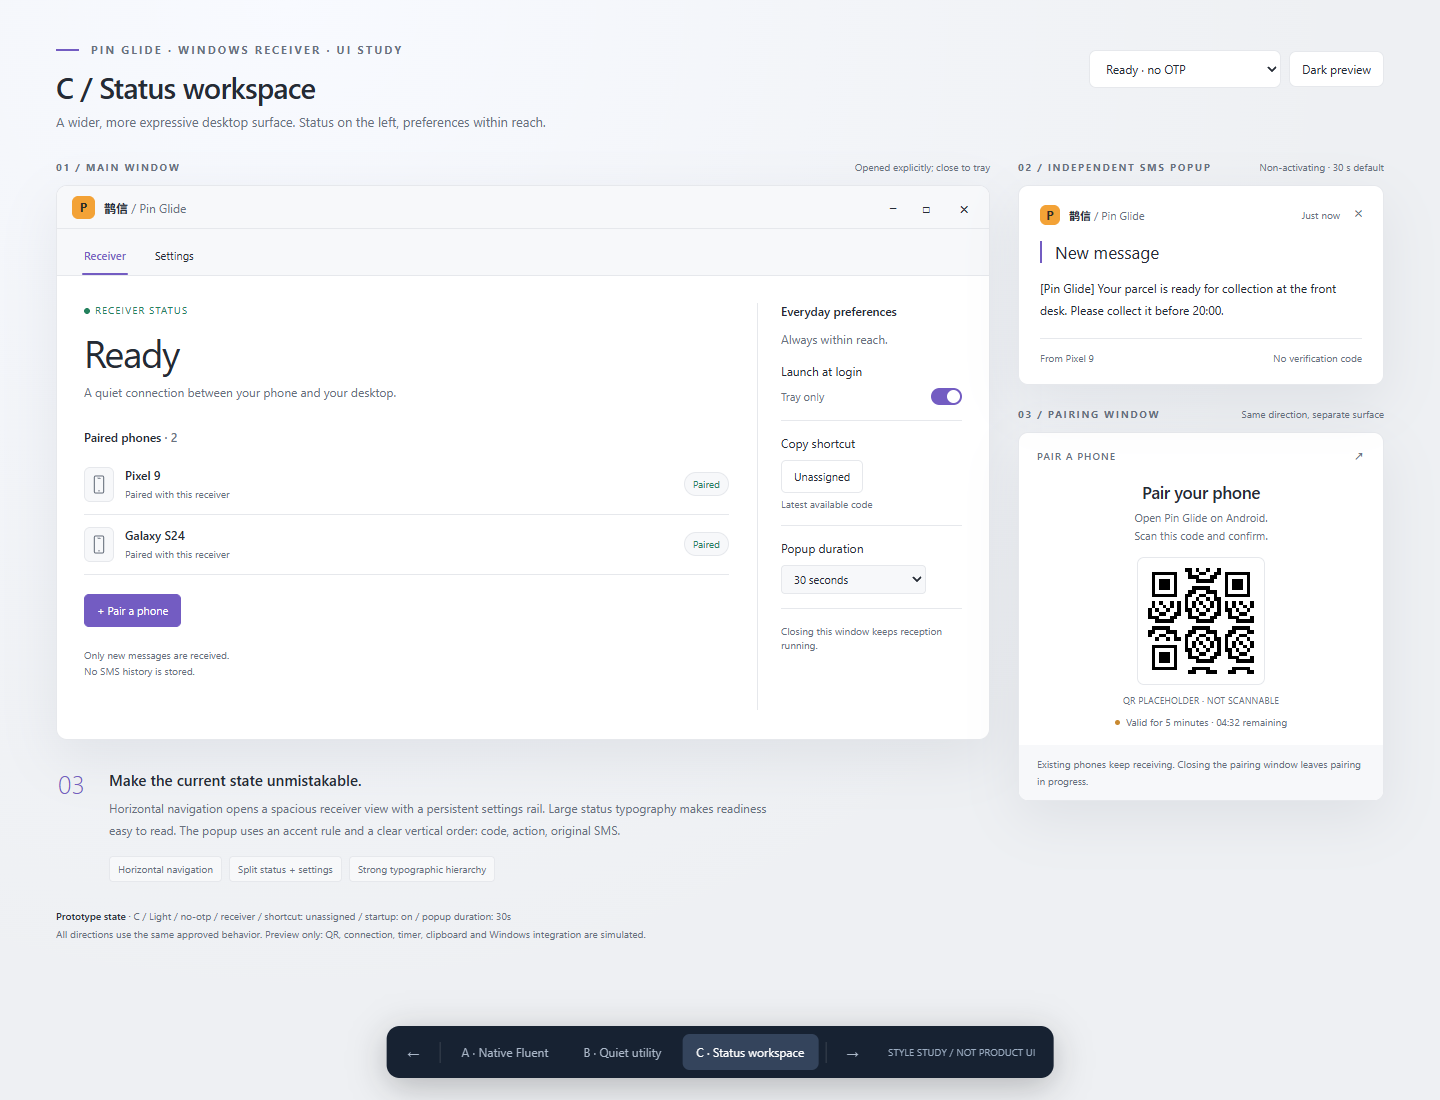 PIN GLIDE · WINDOWS RECEIVER · UI STUDY
C / Status workspace
A wider, more expressive desktop surface. Status on the left, preferences within reach.
Ready · no OTP
Dark preview
01 / MAIN WINDOW
Opened explicitly; close to tray
P
鹊信 / Pin Glide
Receiver
Settings
RECEIVER STATUS
Ready
A quiet connection between your phone and your desktop.
Paired phones · 2
Pixel 9
Paired with this receiver
Paired
Galaxy S24
Paired with this receiver
Paired
+ Pair a phone
Only new messages are received.
No SMS history is stored.
Everyday preferences
Always within reach.
Launch at login
Tray only
Copy shortcut
Unassigned
Latest available code
Popup duration
30 seconds
Closing this window keeps reception
running.
02 / INDEPENDENT SMS POPUP
Non-activating · 30 s default
P
鹊信 / Pin Glide
Just now
New message
[Pin Glide] Your parcel is ready for collection at the front
desk. Please collect it before 20:00.
From Pixel 9
No verification code
03 / PAIRING WINDOW
Same direction, separate surface
PAIR A PHONE
Pair your phone
Open Pin Glide on Android.
Scan this code and confirm.
QR PLACEHOLDER · NOT SCANNABLE
Valid for 5 minutes · 04:32 remaining
Existing phones keep receiving. Closing the pairing window leaves pairing
in progress.
03
Make the current state unmistakable.
Horizontal navigation opens a spacious receiver view with a persistent settings rail. Large status typography makes readiness
easy to read. The popup uses an accent rule and a clear vertical order: code, action, original SMS.
Horizontal navigation
Split status + settings
Strong typographic hierarchy
Prototype state · C / Light / no-otp / receiver / shortcut: unassigned / startup: on / popup duration: 30s
All directions use the same approved behavior. Preview only: QR, connection, timer, clipboard and Windows integration are simulated.
← A · Native Fluent B · Quiet utility C · Status workspace → STYLE STUDY / NOT PRODUCT UI